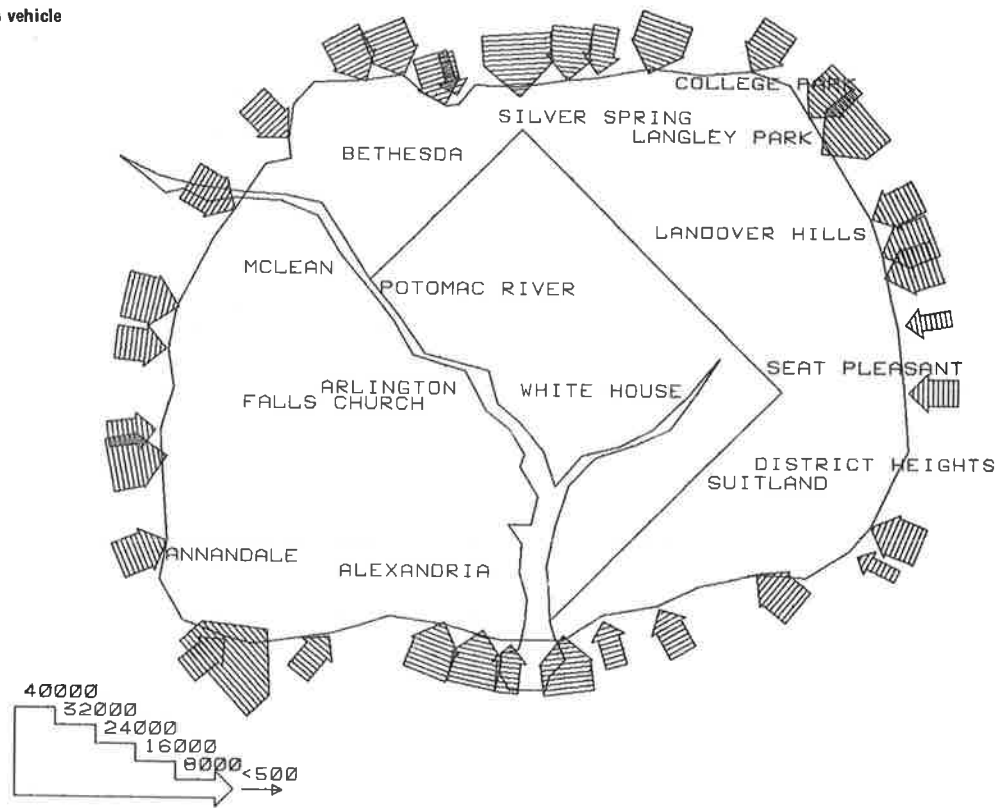 vehicle
COLLEGE PARK
SILVER SPRING
LANGLEY PARK
BETHESDA
LANDOVER HILLS
MCLEAN
POTOMAC RIVER
SEAT PLEASANT
ARLINGTON
WHITE HOUSE
FALLS CHURCH
DISTRICT HEIGHTS
SUITLAND
ANNANDALE
ALEXANDRIA
40000
32000
24000
16000
8000
<500